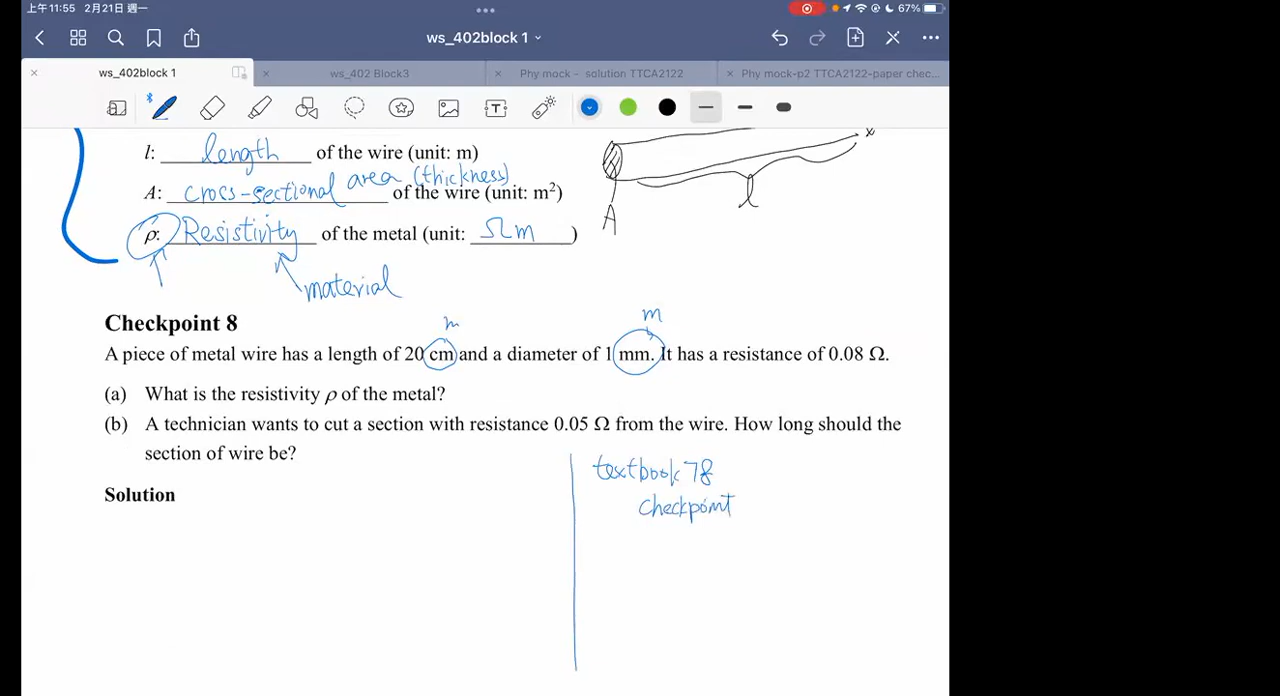 上午11:55 2月21日 週一
67%
ws_402block 1
ws_402block 1
ws_402 Block3
Phy mock - solution TTCA2122
Phy mock-p2 TTCA2122-paper chec...
l: length of the wire (unit: m)
A: cross-sectional area (thickness) of the wire (unit: m²)
ρ: Resistivity of the metal (unit: Ωm)
A
l
material
Checkpoint 8
m
m
A piece of metal wire has a length of 20 cm and a diameter of 1 mm. It has a resistance of 0.08 Ω.
(a) What is the resistivity ρ of the metal?
(b) A technician wants to cut a section with resistance 0.05 Ω from the wire. How long should the
section of wire be?
textbook 78
checkpoint
Solution